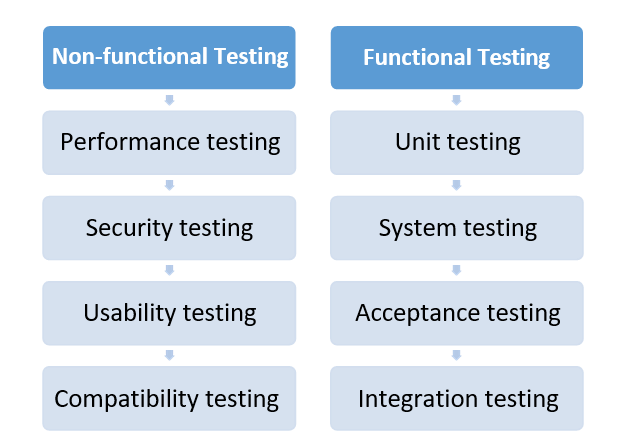 Non-functional Testing
Performance testing
Security testing
Usability testing
Compatibility testing
Functional Testing
Unit testing
System testing
Acceptance testing
Integration testing